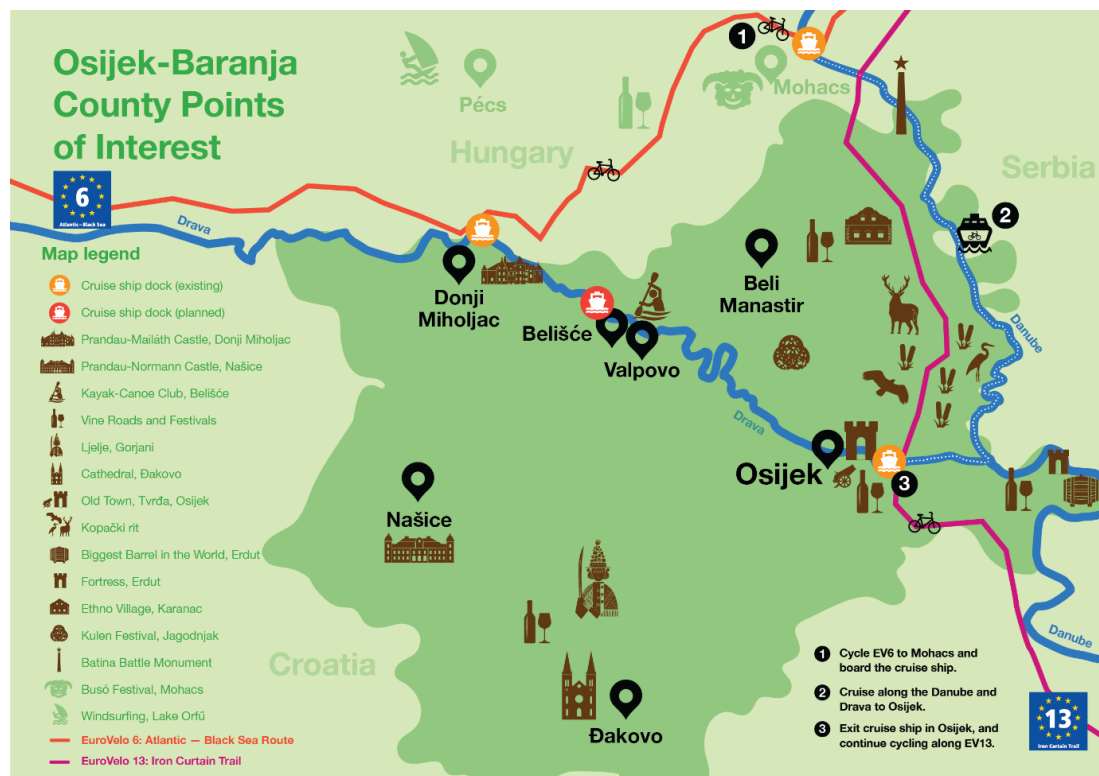 Osijek-Baranja
County Points
of Interest
6
Atlantic – Black Sea
Map legend
Cruise ship dock (existing)
Cruise ship dock (planned)
Prandau-Mailáth Castle, Donji Miholjac
Prandau-Normann Castle, Našice
Kayak-Canoe Club, Belišće
Vine Roads and Festivals
Ljelje, Gorjani
Cathedral, Đakovo
Old Town, Tvrđa, Osijek
Kopački rit
Biggest Barrel in the World, Erdut
Fortress, Erdut
Ethno Village, Karanac
Kulen Festival, Jagodnjak
Batina Battle Monument
Busó Festival, Mohacs
Windsurfing, Lake Orfű
EuroVelo 6: Atlantic — Black Sea Route
EuroVelo 13: Iron Curtain Trail
Pécs
Hungary
1
Mohacs
Serbia
2
Drava
Donji
Miholjac
Beli
Manastir
Belišće
Valpovo
Danube
Drava
Osijek
3
Našice
Croatia
Đakovo
Danube
1 Cycle EV6 to Mohacs and
board the cruise ship.
2 Cruise along the Danube and
Drava to Osijek.
3 Exit cruise ship in Osijek, and
continue cycling along EV13.
13
Iron Curtain Trail